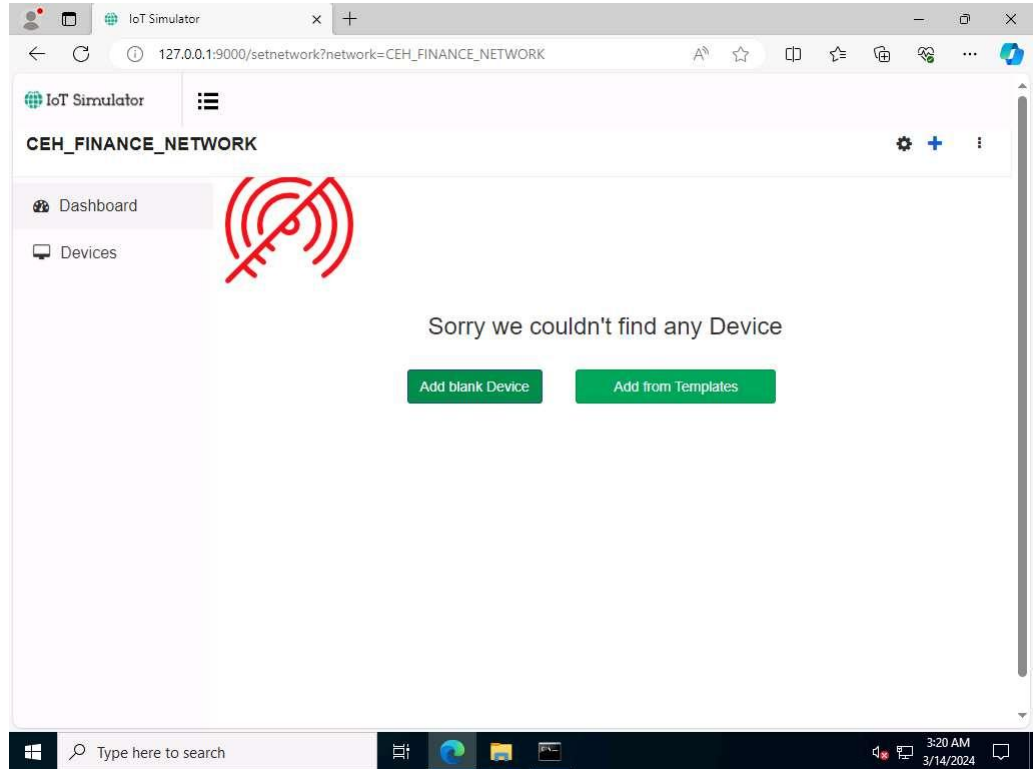 IoT Simulator
127.0.0.1:9000/setnetwork?network=CEH_FINANCE_NETWORK
IoT Simulator
CEH_FINANCE_NETWORK
Dashboard
Devices
Sorry we couldn't find any Device
Add blank Device
Add from Templates
Type here to search
3:20 AM
3/14/2024